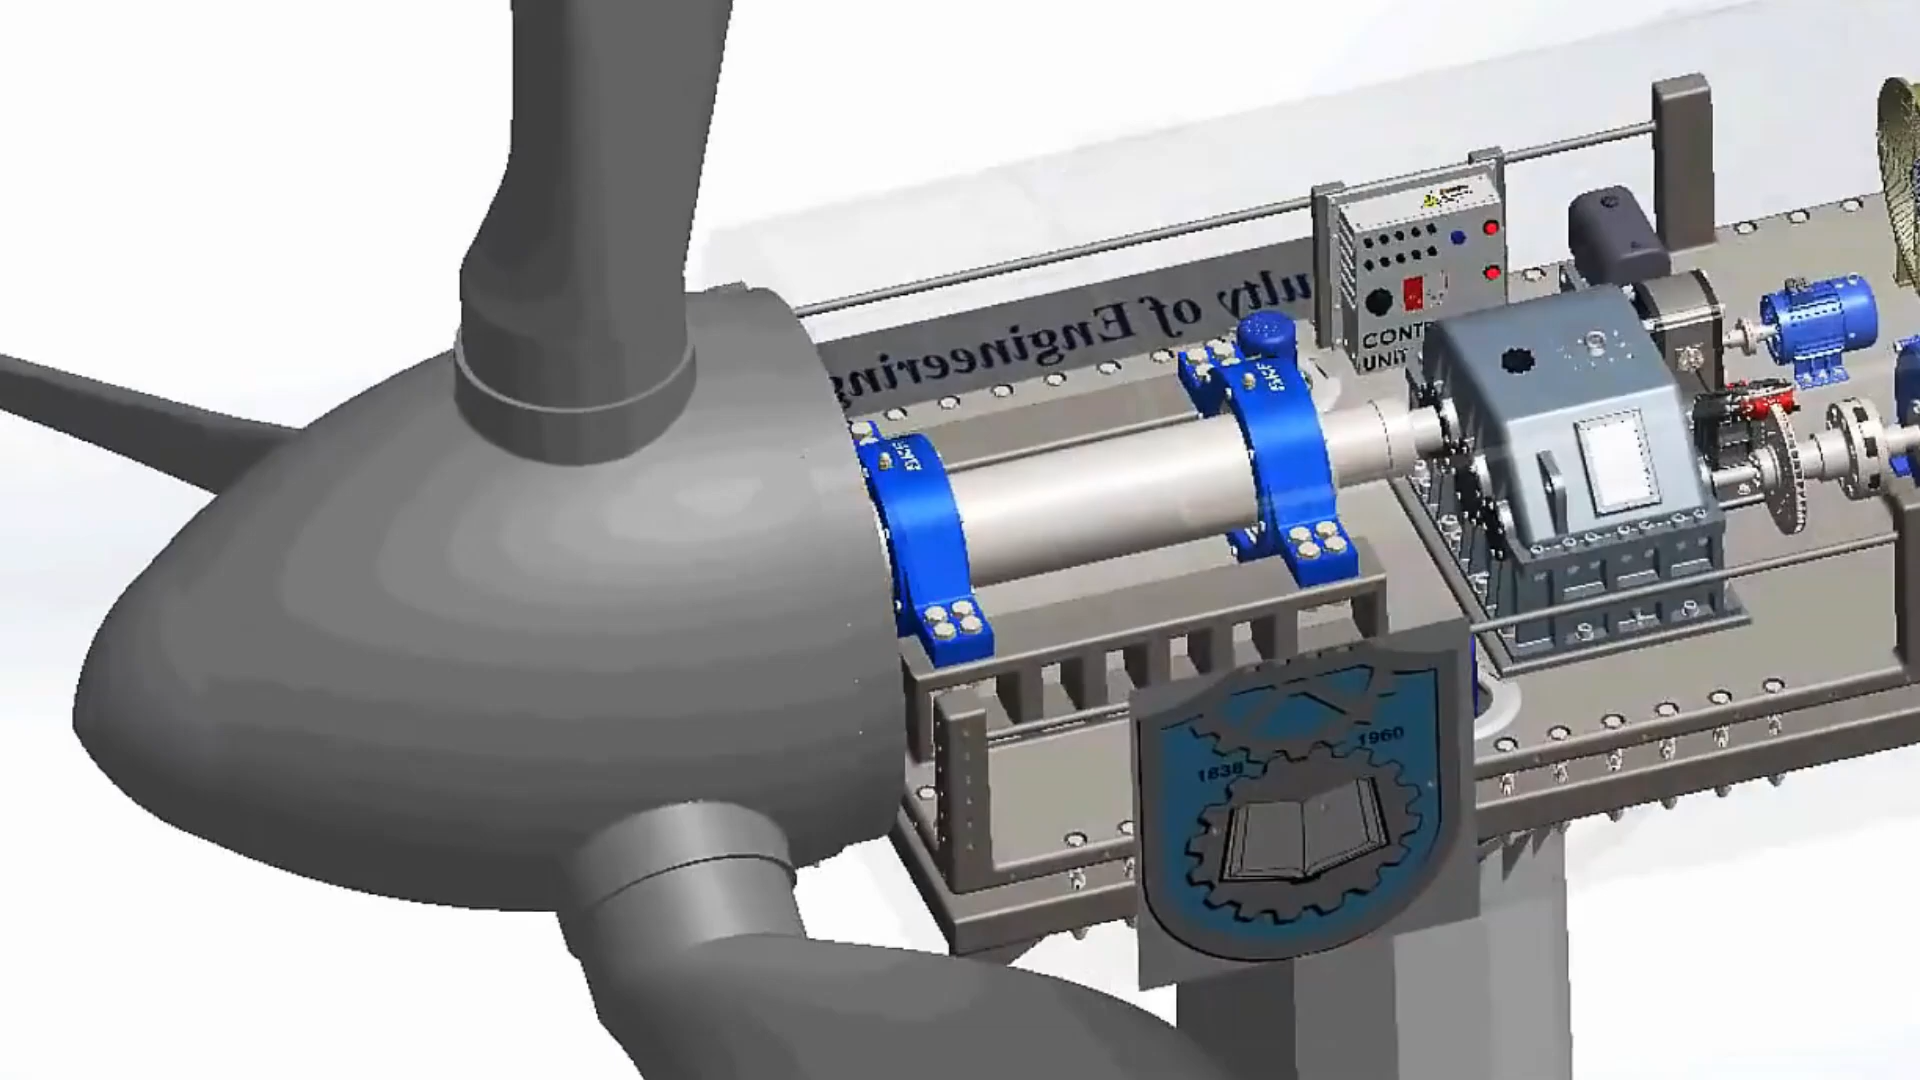 ulty of Engineering
CONT
UNIT
SKF
SKF
1960
1838